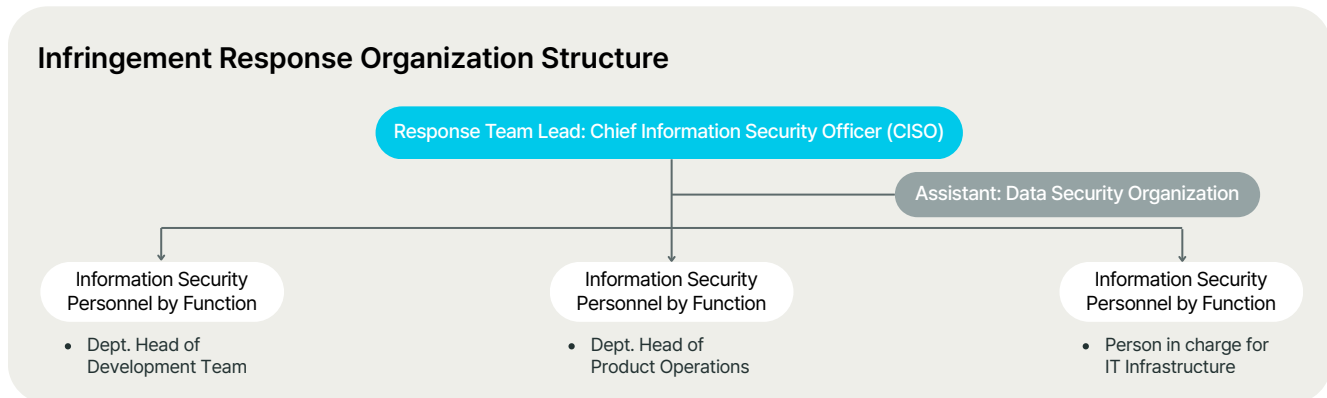 Infringement Response Organization Structure
Response Team Lead: Chief Information Security Officer (CISO)
Assistant: Data Security Organization
Information Security
Personnel by Function
• Dept. Head of
Development Team
Information Security
Personnel by Function
• Dept. Head of
Product Operations
Information Security
Personnel by Function
• Person in charge for
IT Infrastructure